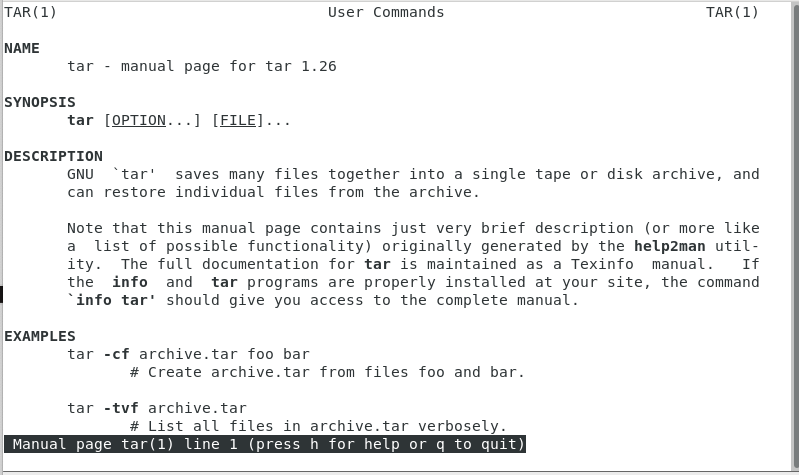 TAR(1)                              User Commands                             TAR(1)
NAME
       tar - manual page for tar 1.26
SYNOPSIS
       tar [OPTION...] [FILE]...
DESCRIPTION
       GNU  `tar'  saves many files together into a single tape or disk archive, and
       can restore individual files from the archive.
       Note that this manual page contains just very brief description (or more like
       a  list of possible functionality) originally generated by the help2man util-
       ity.  The full documentation for tar is maintained as a Texinfo  manual.   If
       the  info  and  tar programs are properly installed at your site, the command
       `info tar' should give you access to the complete manual.
EXAMPLES
       tar -cf archive.tar foo bar
              # Create archive.tar from files foo and bar.
       tar -tvf archive.tar
              # List all files in archive.tar verbosely.
 Manual page tar(1) line 1 (press h for help or q to quit)